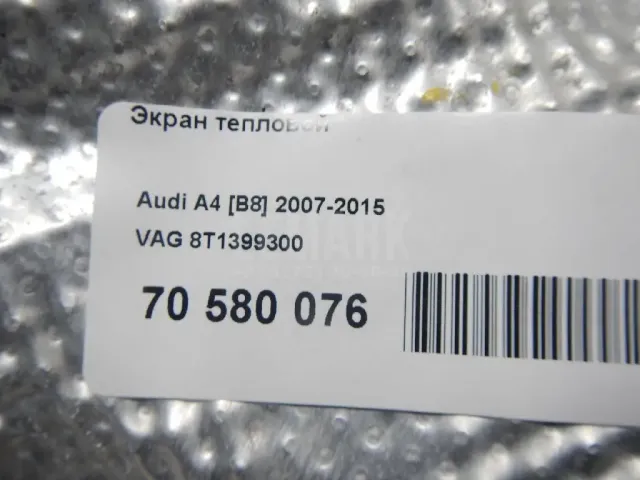 Экран тепловой
Audi A4 [B8] 2007-2015
VAG 8T1399300
70 580 076